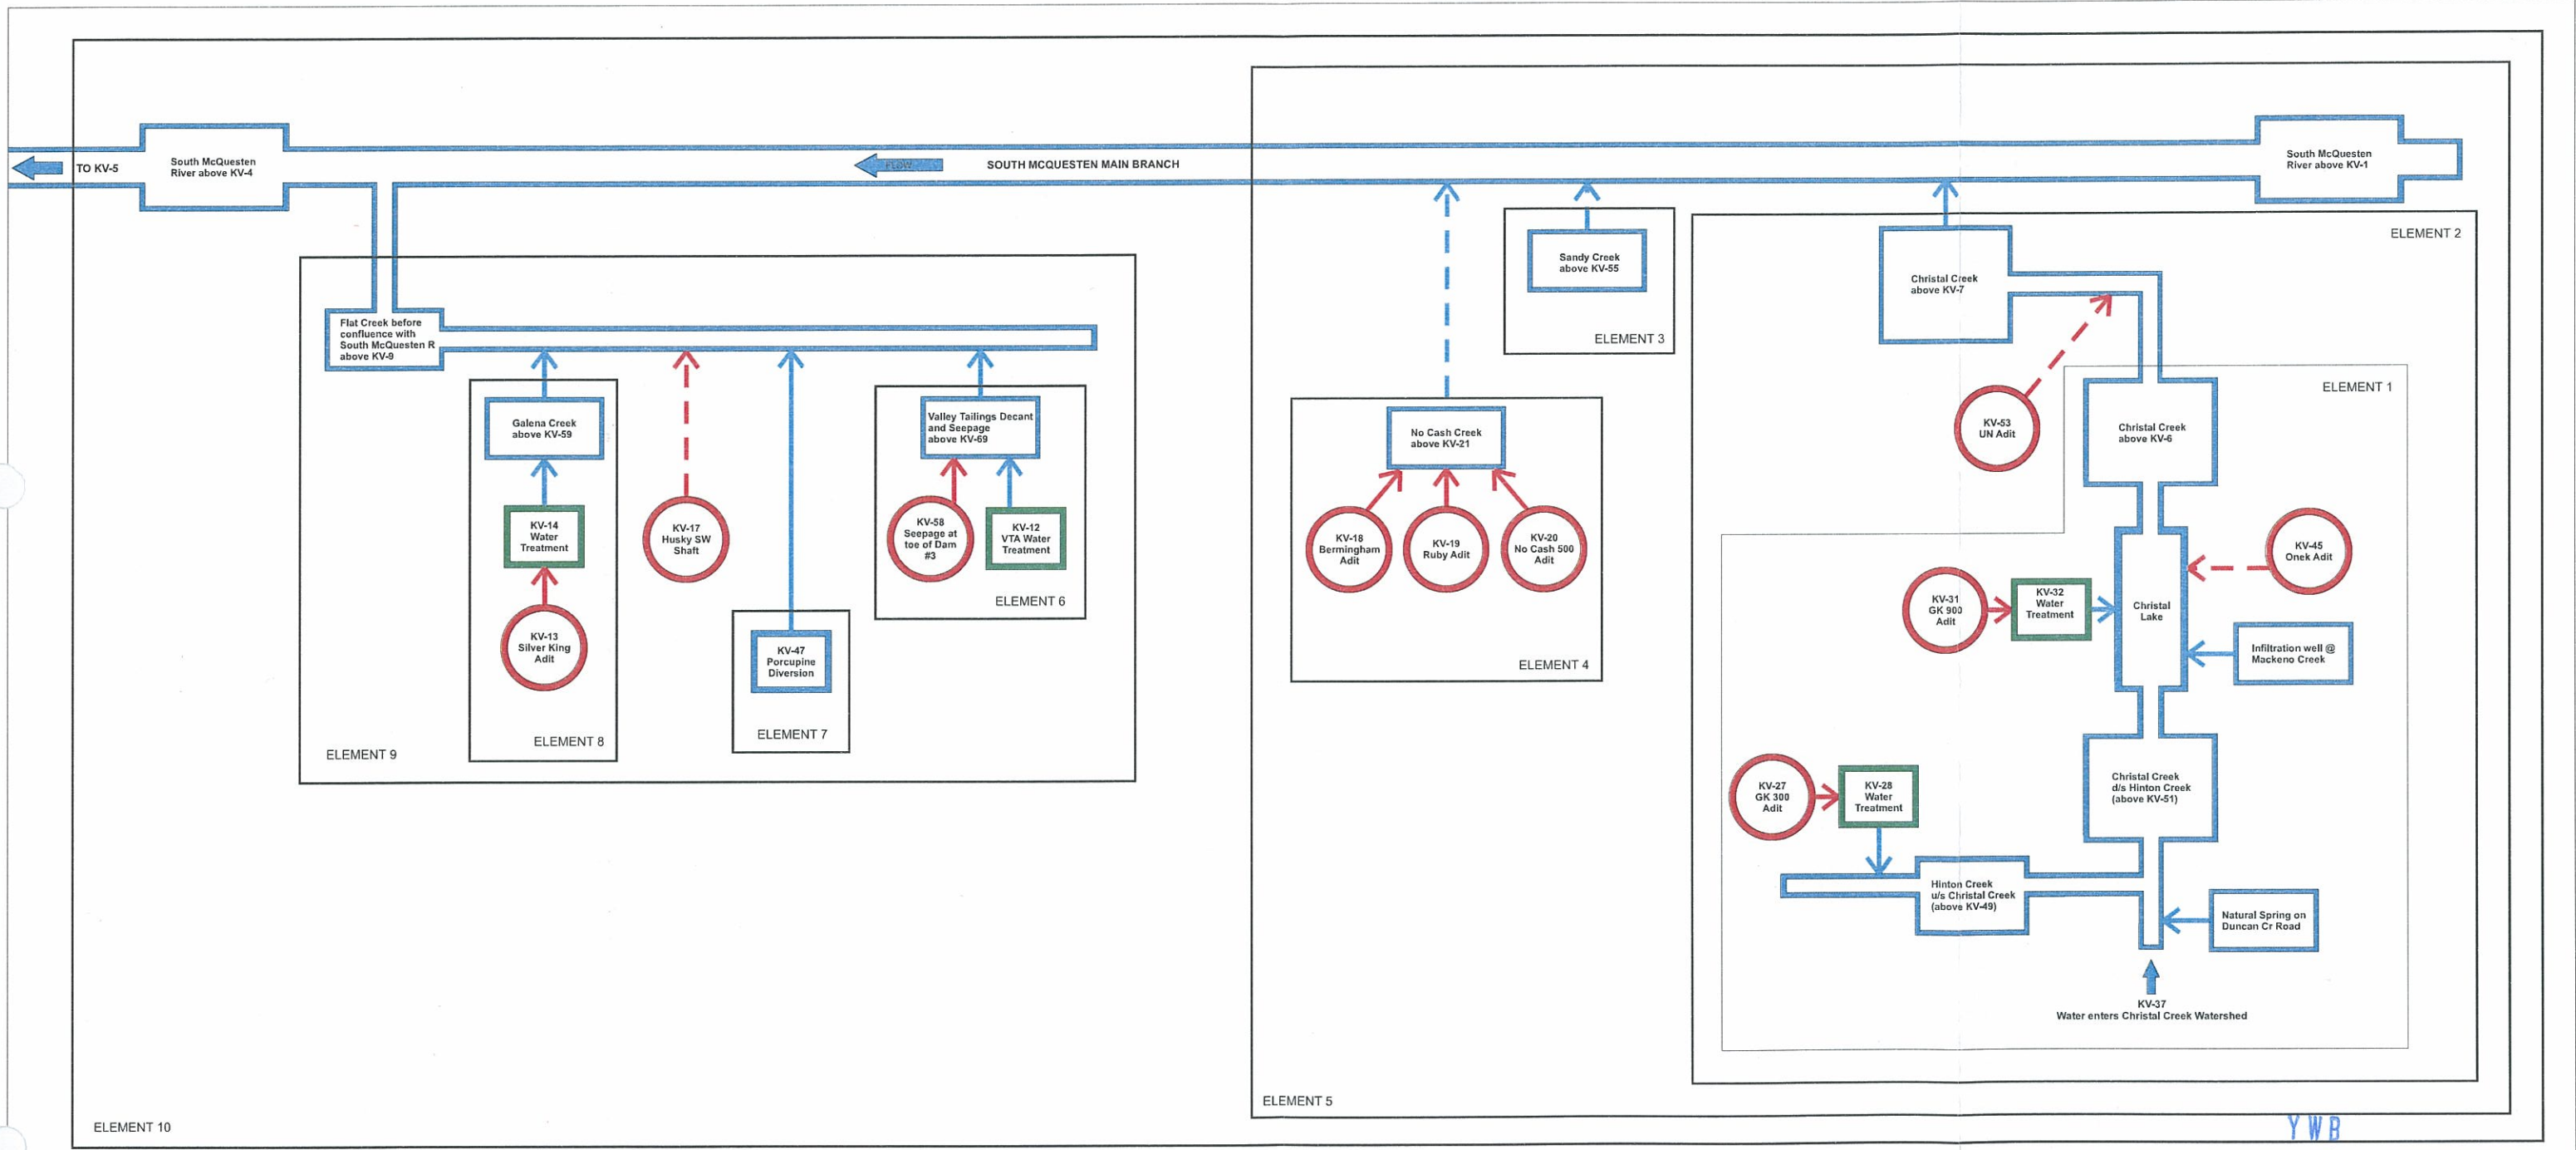 South McQuesten
River above KV-4
TO KV-5
FLOW
SOUTH MCQUESTEN MAIN BRANCH
South McQuesten
River above KV-1
Flat Creek before
confluence with
South McQuesten R
above KV-9
Galena Creek
above KV-59
KV-14
Water
Treatment
KV-13
Silver King
Adit
ELEMENT 8
KV-17
Husky SW
Shaft
KV-47
Porcupine
Diversion
ELEMENT 7
Valley Tailings Decant
and Seepage
above KV-69
KV-58
Seepage at
toe of Dam
#3
KV-12
VTA Water
Treatment
ELEMENT 6
ELEMENT 9
No Cash Creek
above KV-21
KV-18
Bermingham
Adit
KV-19
Ruby Adit
KV-20
No Cash 500
Adit
ELEMENT 4
Sandy Creek
above KV-55
ELEMENT 3
ELEMENT 2
Christal Creek
above KV-7
KV-53
UN Adit
ELEMENT 1
Christal Creek
above KV-6
KV-45
Onek Adit
KV-31
GK 900
Adit
KV-32
Water
Treatment
Christal
Lake
Infiltration well @
Mackeno Creek
KV-27
GK 300
Adit
KV-28
Water
Treatment
Christal Creek
d/s Hinton Creek
(above KV-51)
Hinton Creek
u/s Christal Creek
(above KV-49)
Natural Spring on
Duncan Cr Road
KV-37
Water enters Christal Creek Watershed
ELEMENT 5
ELEMENT 10
YWB